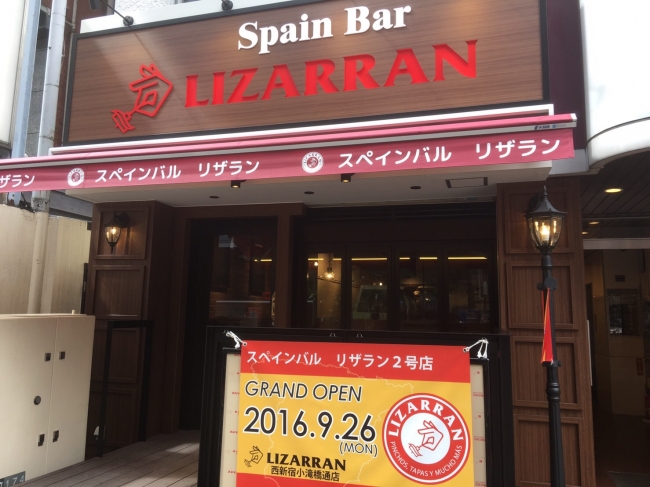 Spain Bar
LIZARRAN
ザラン スペインバル リザラン スペインバル リザラン
スペインバル リザラン2号店
GRAND OPEN
2016.9.26
(MON)
LIZARRAN
西新宿小滝橋通店
LIZARRAN
PINCHOS, TAPAS Y MUCHO MÁS